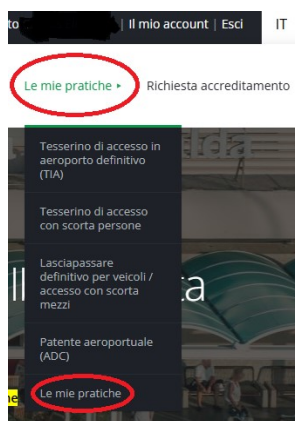 to | Il mio account | Esci IT
Le mie pratiche ▸ Richiesta accreditamento
Tesserino di accesso in
aeroporto definitivo
(TIA)
Tesserino di accesso
con scorta persone
Lasciapassare
definitivo per veicoli /
accesso con scorta
mezzi
Patente aeroportuale
(ADC)
Le mie pratiche